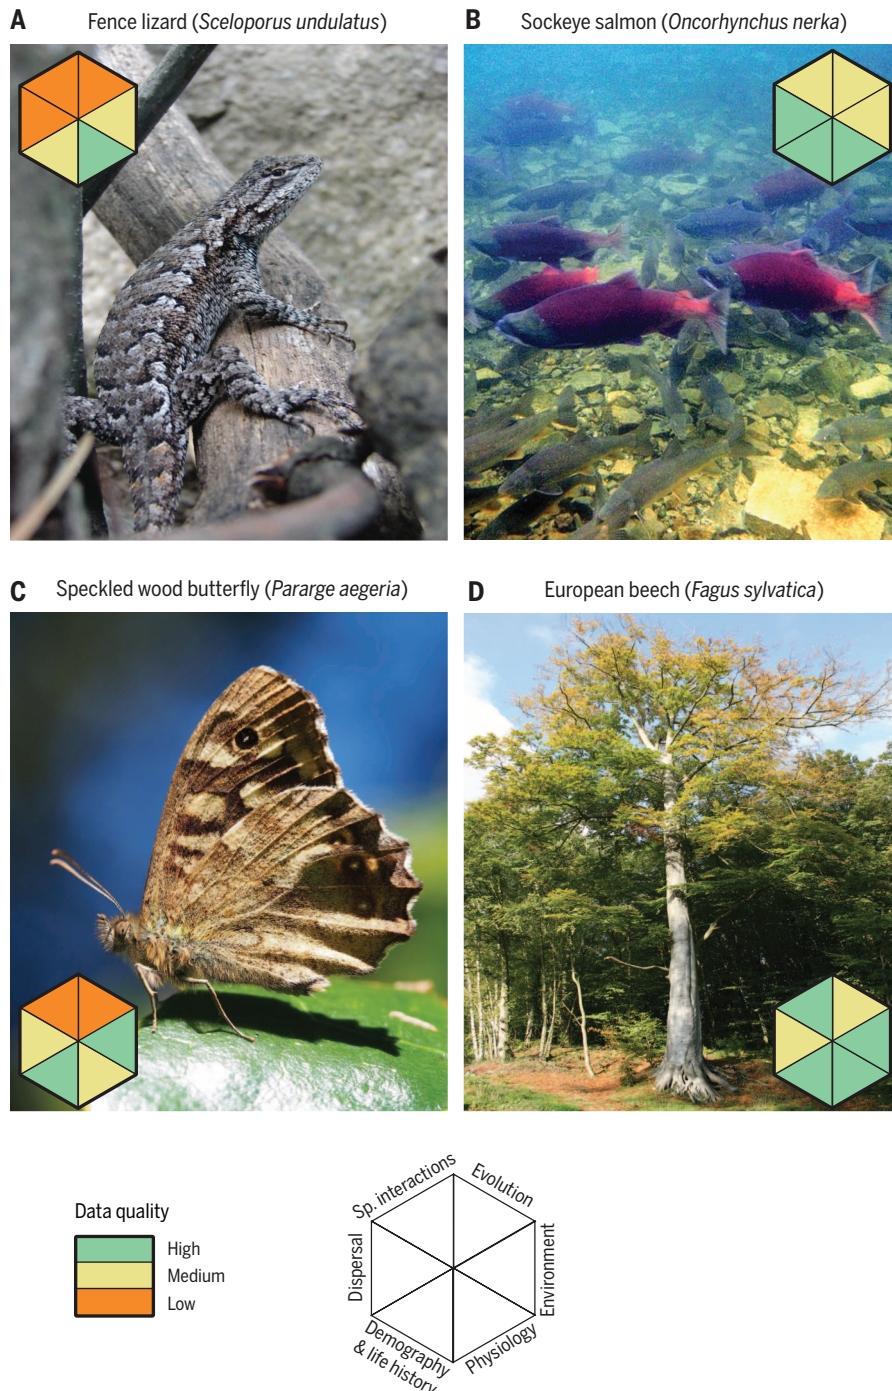 A Fence lizard (Sceloporus undulatus)
B Sockeye salmon (Oncorhynchus nerka)
C Speckled wood butterfly (Pararge aegeria)
D European beech (Fagus sylvatica)
Data quality
High
Medium
Low
Sp. interactions
Evolution
Environment
Physiology
Demography
& life history
Dispersal